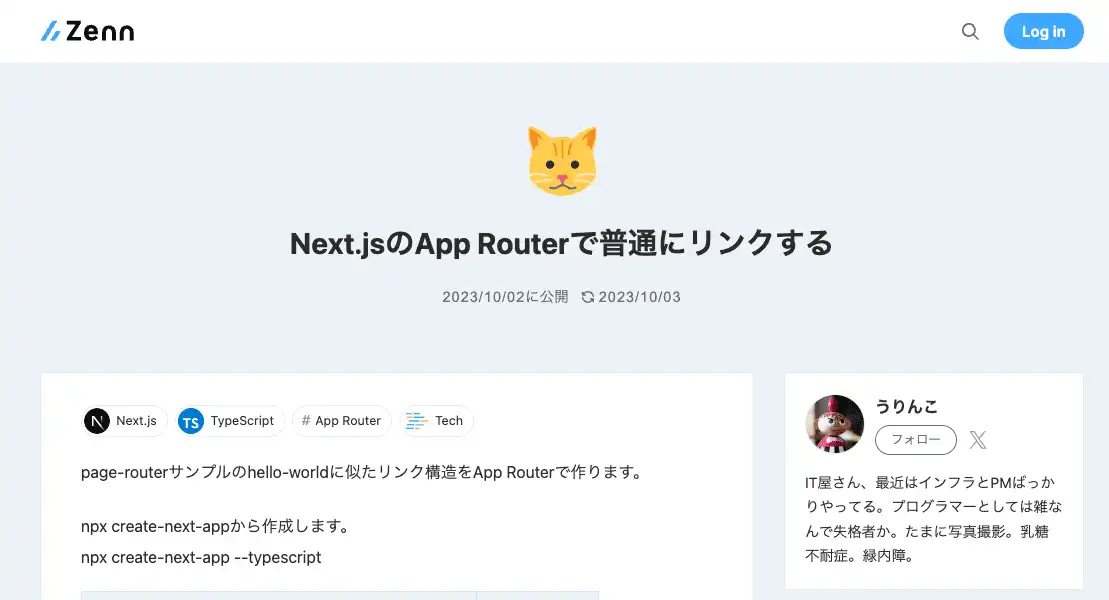 Zenn
Log in
Next.jsのApp Routerで普通にリンクする
2023/10/02に公開 2023/10/03
Next.js TypeScript # App Router Tech
page-routerサンプルのhello-worldに似たリンク構造をApp Routerで作ります。
npx create-next-appから作成します。
npx create-next-app --typescript
うりんこ
フォロー
IT屋さん、最近はインフラとPMばっか
りやってる。プログラマーとしては雑な
んで失格者か。たまに写真撮影。乳糖
不耐症。緑内障。